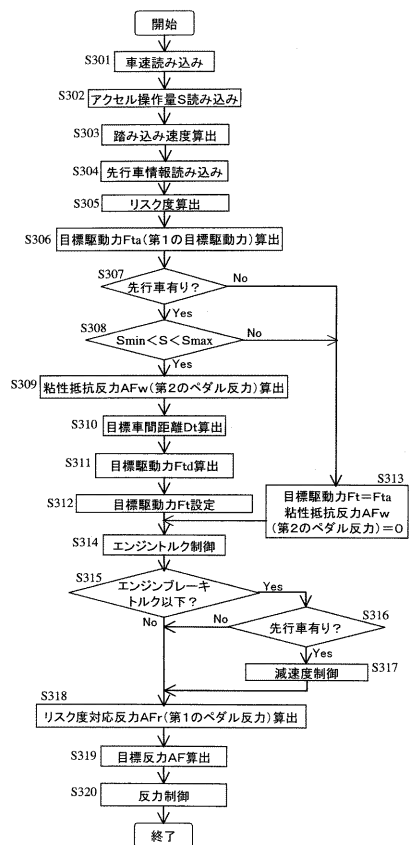 開始
S301 車速読み込み
S302 アクセル操作量S読み込み
S303 踏み込み速度算出
S304 先行車情報読み込み
S305 リスク度算出
S306 目標駆動力Fta(第1の目標駆動力)算出
S307 先行車有り? No
Yes
S308 Smin<S<Smax No
Yes
S309 粘性抵抗反力AFw(第2のペダル反力)算出
S310 目標車間距離Dt算出
S311 目標駆動力Ftd算出
S312 目標駆動力Ft設定
S313
目標駆動力Ft=Fta
粘性抵抗反力AFw
(第2のペダル反力)=0
S314 エンジントルク制御
S315 エンジンブレーキ
トルク以下? Yes
No
S316 先行車有り? No
Yes
減速度制御 S317
S318
リスク度対応反力AFr(第1のペダル反力)算出
S319 目標反力AF算出
S320 反力制御
終了